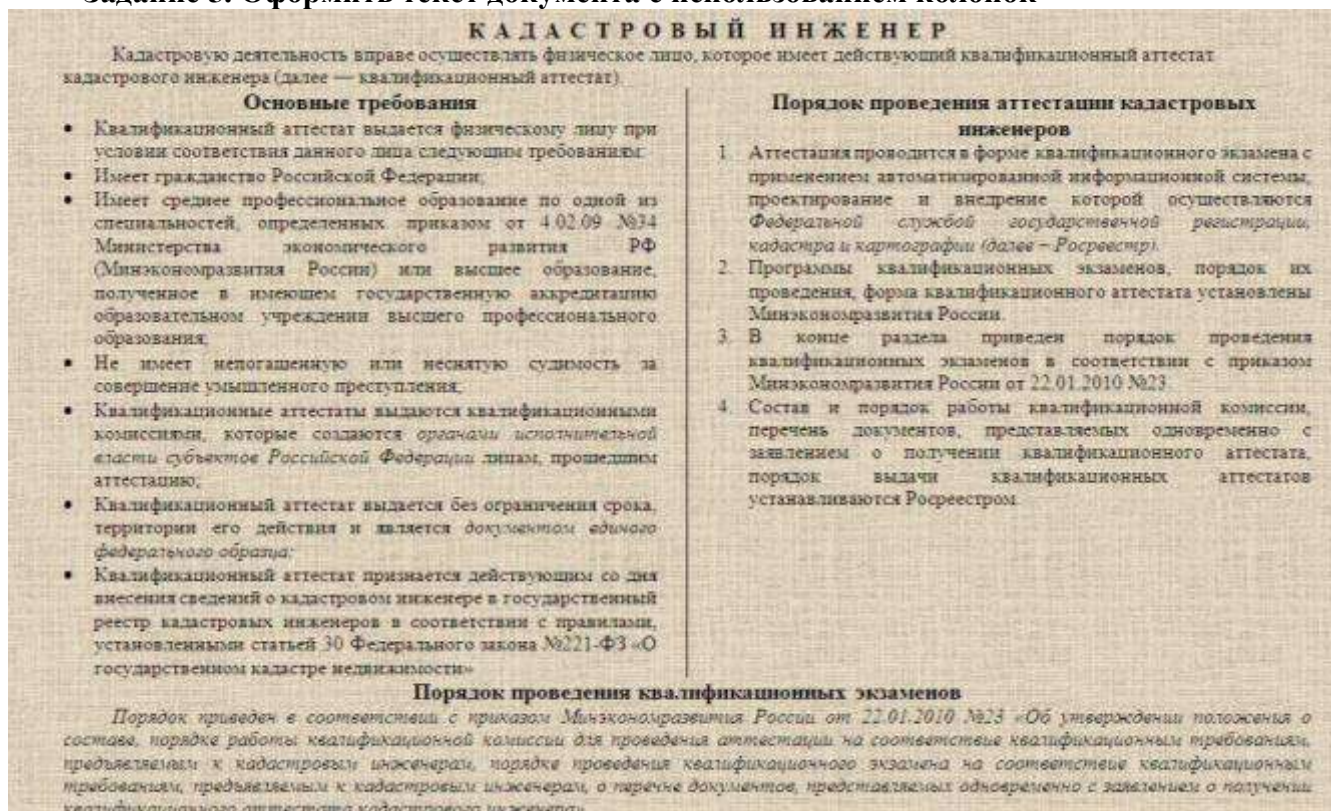 Задание 3. Оформить текст документа с использованием колонок
КАДАСТРОВЫЙ ИНЖЕНЕР
Кадастровую деятельность вправе осуществлять физическое лицо, которое имеет действующий квалификационный аттестат
кадастрового инженера (далее — квалификационный аттестат).
Основные требования
• Квалификационный аттестат выдается физическому лицу при
условии соответствия данного лица следующим требованиям:
• Имеет гражданство Российской Федерации;
• Имеет среднее профессиональное образование по одной из
специальностей, определенных приказом от 4.02.09 №34
Министерства экономического развития РФ
(Минэкономразвития России) или высшее образование,
полученное в имеющем государственную аккредитацию
образовательном учреждении высшего профессионального
образования;
• Не имеет непогашенную или неснятую судимость за
совершение умышленного преступления;
• Квалификационные аттестаты выдаются квалификационными
комиссиями, которые создаются органами исполнительной
власти субъектов Российской Федерации лицам, прошедшим
аттестацию;
• Квалификационный аттестат выдается без ограничения срока,
территории его действия и является документом единого
федерального образца;
• Квалификационный аттестат признается действующим со дня
внесения сведений о кадастровом инженере в государственный
реестр кадастровых инженеров в соответствии с правилами,
установленными статьей 30 Федерального закона №221-ФЗ «О
государственном кадастре недвижимости»
Порядок проведения аттестации кадастровых
инженеров
1. Аттестация проводится в форме квалификационного экзамена с
применением автоматизированной информационной системы,
проектирование и внедрение которой осуществляются
Федеральной службой государственной регистрации,
кадастра и картографии (далее – Росреестр).
2. Программы квалификационных экзаменов, порядок их
проведения, форма квалификационного аттестата установлены
Минэкономразвития России.
3. В конце раздела приведен порядок проведения
квалификационных экзаменов в соответствии с приказом
Минэкономразвития России от 22.01.2010 №23.
4. Состав и порядок работы квалификационной комиссии,
перечень документов, представляемых одновременно с
заявлением о получении квалификационного аттестата,
порядок выдачи квалификационных аттестатов
устанавливаются Росреестром.
Порядок проведения квалификационных экзаменов
Порядок приведен в соответствии с приказом Минэкономразвития России от 22.01.2010 №23 «Об утверждении положения о
составе, порядке работы квалификационной комиссии для проведения аттестации на соответствие квалификационным требованиям,
предъявляемым к кадастровым инженерам, порядке проведения квалификационного экзамена на соответствие квалификационным
требованиям, предъявляемым к кадастровым инженерам, о перечне документов, представляемых одновременно с заявлением о получении
квалификационного аттестата кадастрового инженера»